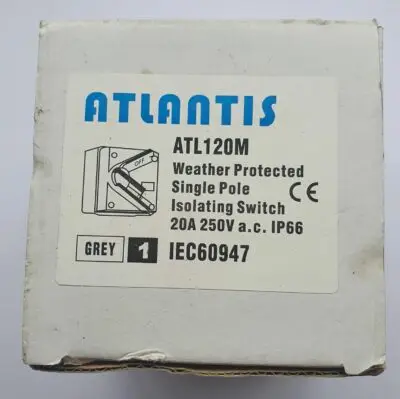 ATLANTIS
ATL120M
OFF
Weather Protected
Single Pole
Isolating Switch
CE
20A 250V a.c. IP66
GREY 1 IEC60947